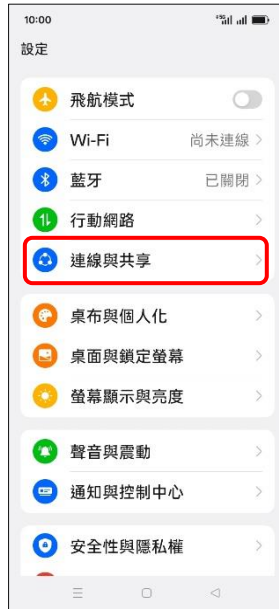 10:00
設定
飛航模式
Wi-Fi 尚未連線
藍牙 已關閉
行動網路
連線與共享
桌布與個人化
桌面與鎖定螢幕
螢幕顯示與亮度
聲音與震動
通知與控制中心
安全性與隱私權